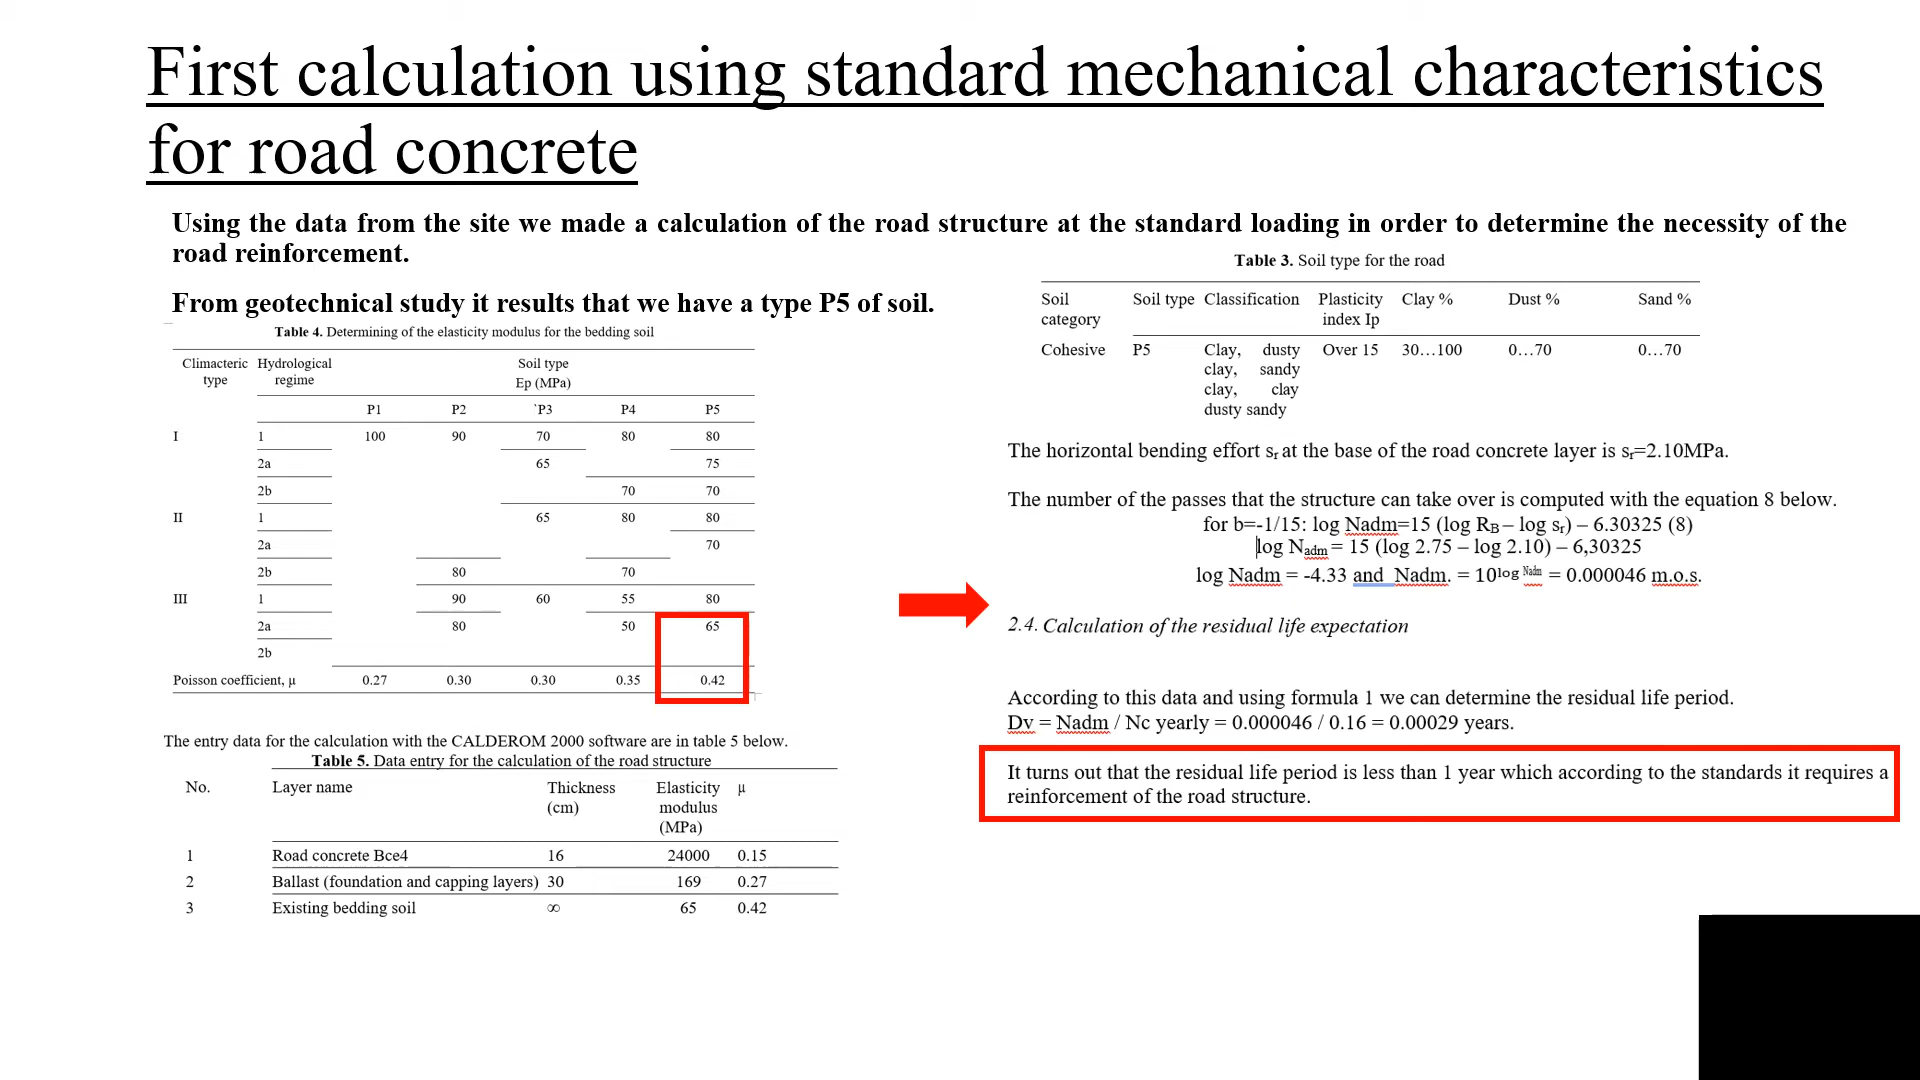 First calculation using standard mechanical characteristics
for road concrete
Using the data from the site we made a calculation of the road structure at the standard loading in order to determine the necessity of the
road reinforcement.
From geotechnical study it results that we have a type P5 of soil.
Table 4. Determining of the elasticity modulus for the bedding soil
Climacteric type Hydrological regime Soil type
Ep (MPa)
P1 P2 `P3 P4 P5
I 1 100 90 70 80 80
2a 65 75
2b 70 70
II 1 65 80 80
2a 70
2b 80 70
III 1 90 60 55 80
2a 80 50 65
2b
Poisson coefficient, μ 0.27 0.30 0.30 0.35 0.42
The entry data for the calculation with the CALDEROM 2000 software are in table 5 below.
Table 5. Data entry for the calculation of the road structure
No. Layer name Thickness (cm) Elasticity modulus (MPa) μ
1 Road concrete Bce4 16 24000 0.15
2 Ballast (foundation and capping layers) 30 169 0.27
3 Existing bedding soil ∞ 65 0.42
Table 3. Soil type for the road
Soil category Soil type Classification Plasticity index Ip Clay % Dust % Sand %
Cohesive P5 Clay, dusty Over 15 30…100 0…70 0…70
clay, sandy
clay, clay
dusty sandy
The horizontal bending effort sr at the base of the road concrete layer is sr=2.10MPa.
The number of the passes that the structure can take over is computed with the equation 8 below.
for b=-1/15: log Nadm=15 (log RB – log sr) – 6.30325 (8)
log Nadm = 15 (log 2.75 – log 2.10) – 6,30325
log Nadm = -4.33 and Nadm. = 10log Nadm = 0.000046 m.o.s.
2.4. Calculation of the residual life expectation
According to this data and using formula 1 we can determine the residual life period.
Dv = Nadm / Nc yearly = 0.000046 / 0.16 = 0.00029 years.
It turns out that the residual life period is less than 1 year which according to the standards it requires a
reinforcement of the road structure.